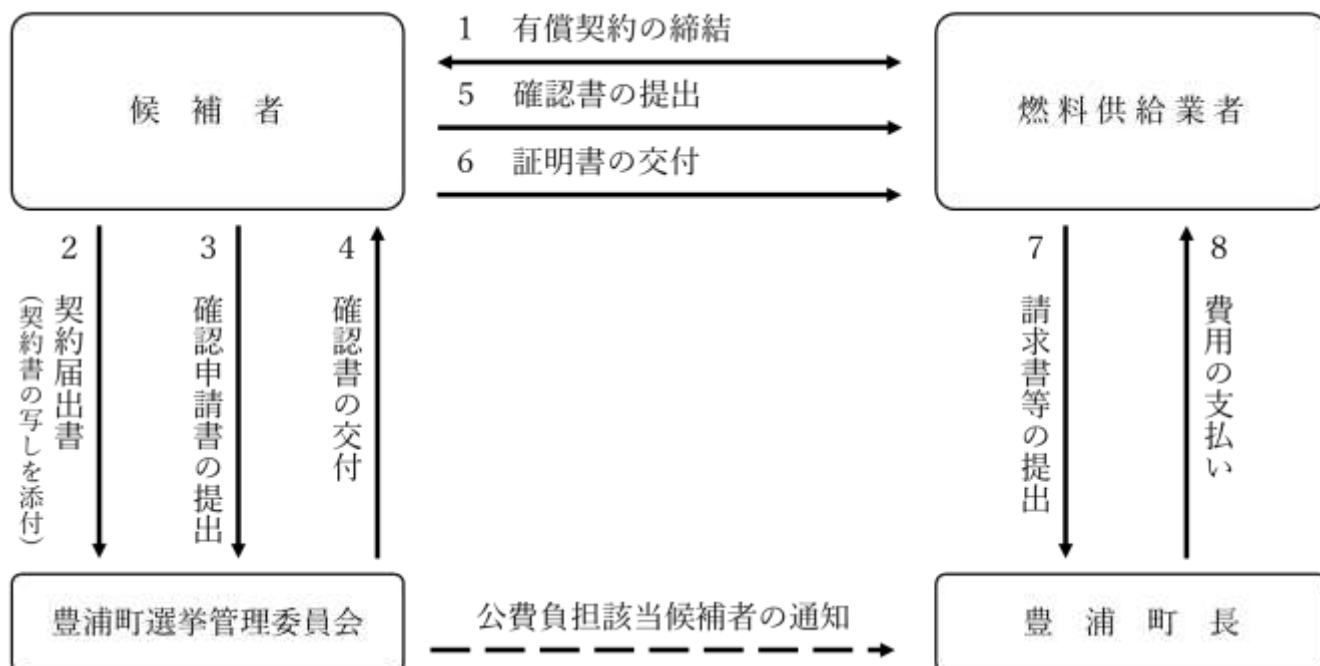 候補者
1 有償契約の締結
5 確認書の提出
6 証明書の交付
燃料供給業者
2 契約届出書
(契約書の写しを添付)
3 確認申請書の提出
4 確認書の交付
7 請求書等の提出
8 費用の支払い
豊浦町選挙管理委員会
公費負担該当候補者の通知
豊浦町長